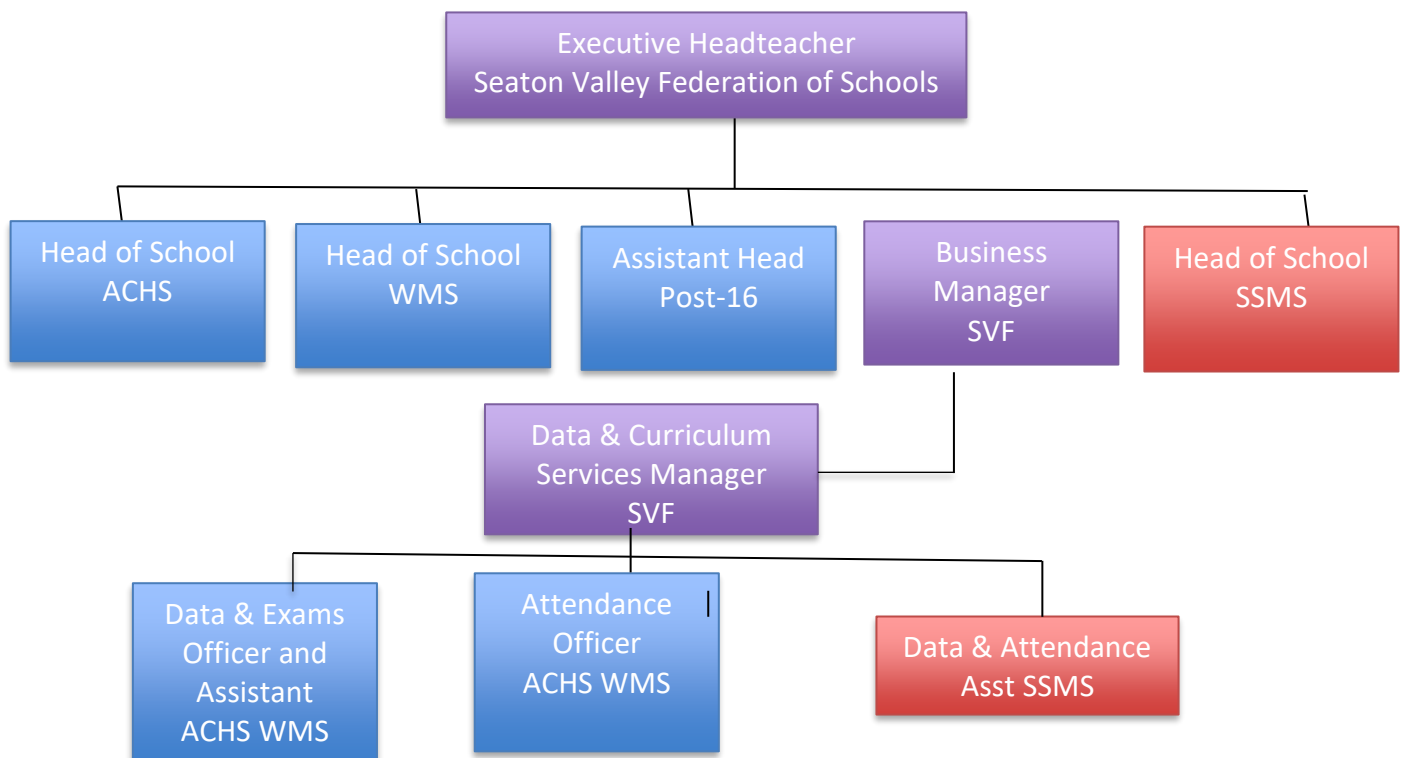 Executive Headteacher
Seaton Valley Federation of Schools
Head of School
ACHS
Head of School
WMS
Assistant Head
Post-16
Business
Manager
SVF
Head of School
SSMS
Data & Curriculum
Services Manager
SVF
Data & Exams
Officer and
Assistant
ACHS WMS
Attendance
Officer
ACHS WMS
Data & Attendance
Asst SSMS